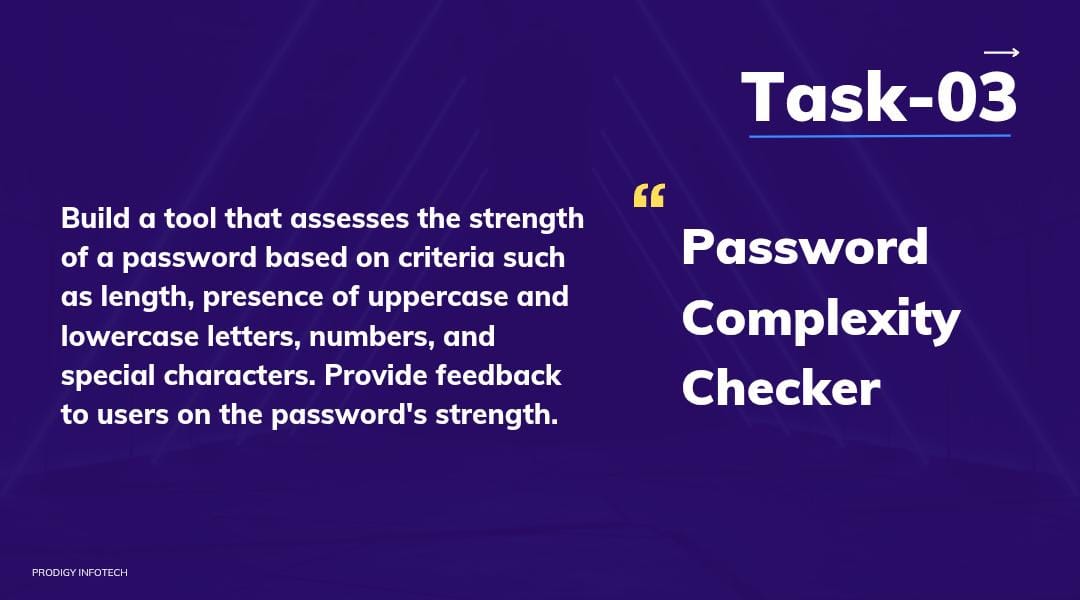 Task-03
Build a tool that assesses the strength
of a password based on criteria such
as length, presence of uppercase and
lowercase letters, numbers, and
special characters. Provide feedback
to users on the password's strength.
“
Password
Complexity
Checker
PRODIGY INFOTECH